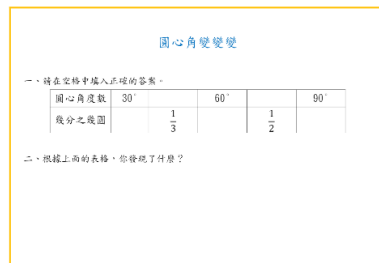 圓心角變變變
一、請在空格中填入正確的答案。
圓心角度數 30° 60° 90°
幾分之幾圓 1/3 1/2
二、根據上面的表格，你發現了什麼？